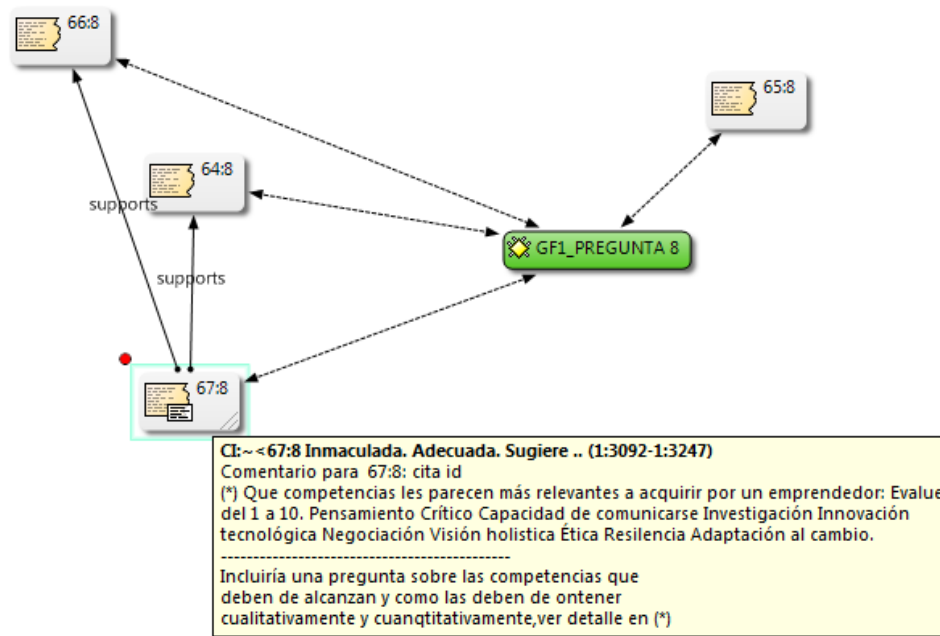 66:8
65:8
64:8
supports
GF1_PREGUNTA 8
supports
67:8
CI:~<67:8 Inmaculada. Adecuada. Sugiere .. (1:3092-1:3247)
Comentario para 67:8: cita id
(*) Que competencias les parecen más relevantes a acquirir por un emprendedor: Evalue
del 1 a 10. Pensamiento Crítico Capacidad de comunicarse Investigación Innovación
tecnológica Negociación Visión holistica Ética Resilencia Adaptación al cambio.
--------------------------------------------
Incluiría una pregunta sobre las competencias que
deben de alcanzan y como las deben de ontener
cualitativamente y cuanqtitativamente,ver detalle en (*)